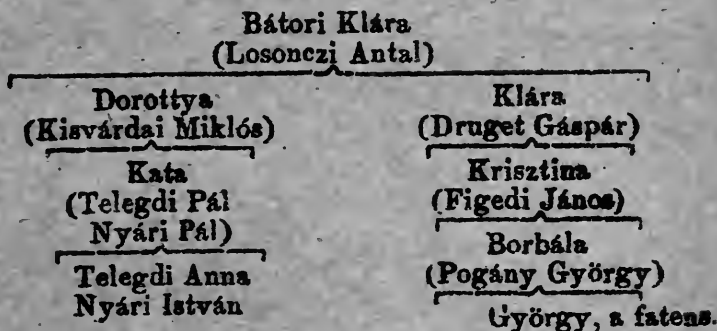 Bátori Klára
(Losonczi Antal)
Dorottya
(Kisvárdai Miklós)
Kata
(Telegdi Pál
Nyári Pál)
Telegdi Anna
Nyári István
Klára
(Druget Gáspár)
Krisztina
(Figedi János)
Borbála
(Pogány György)
György, a fatens.